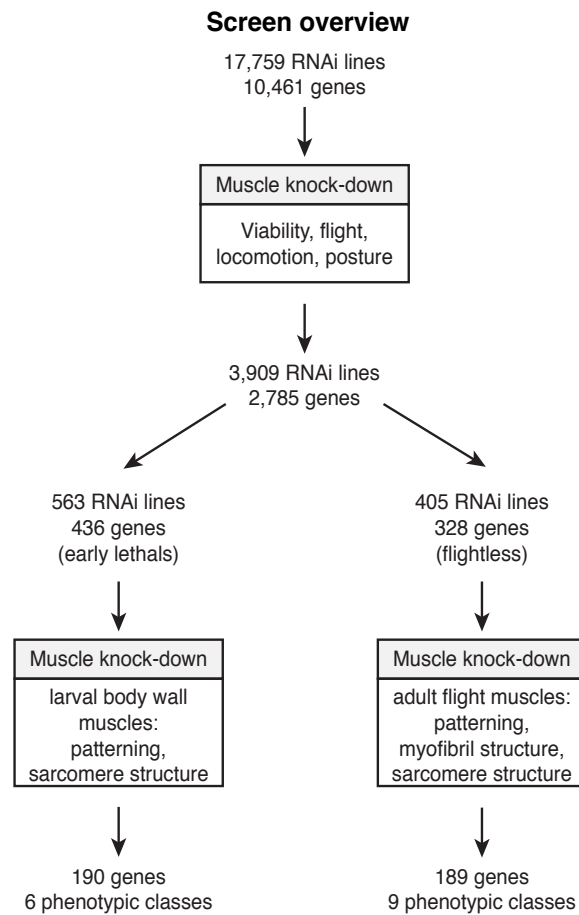 Screen overview
17,759 RNAi lines
10,461 genes
Muscle knock-down
Viability, flight,
locomotion, posture
3,909 RNAi lines
2,785 genes
563 RNAi lines
436 genes
(early lethals)
Muscle knock-down
larval body wall
muscles:
patterning,
sarcomere structure
190 genes
6 phenotypic classes
405 RNAi lines
328 genes
(flightless)
Muscle knock-down
adult flight muscles:
patterning,
myofibril structure,
sarcomere structure
189 genes
9 phenotypic classes